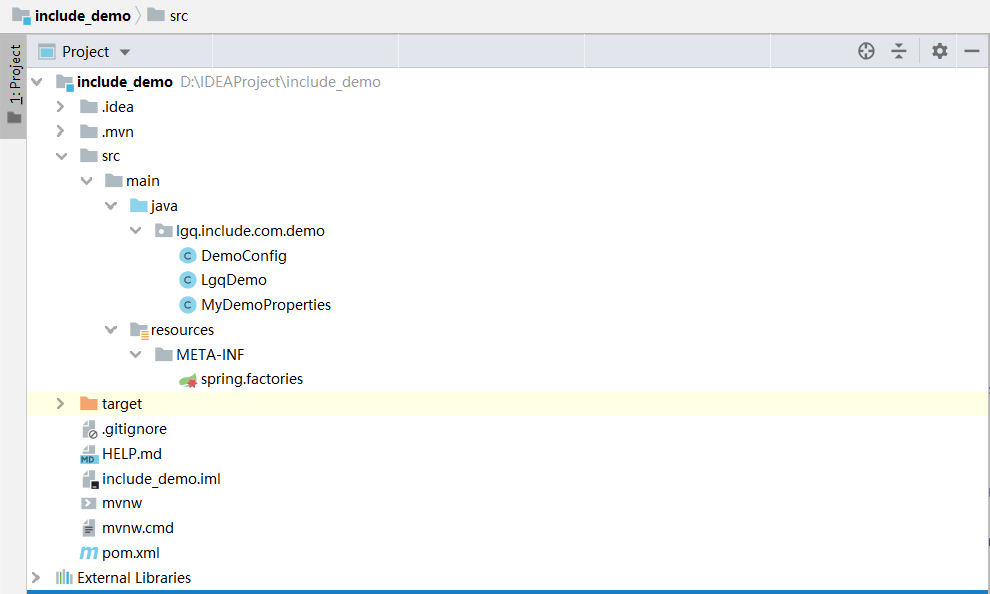 include_demo src
1: Project
Project
include_demo D:\IDEAProject\include_demo
.idea
.mvn
src
main
java
lgq.include.com.demo
C DemoConfig
C LgqDemo
C MyDemoProperties
resources
META-INF
spring.factories
target
.gitignore
MD HELP.md
include_demo.iml
mvnw
mvnw.cmd
m pom.xml
External Libraries